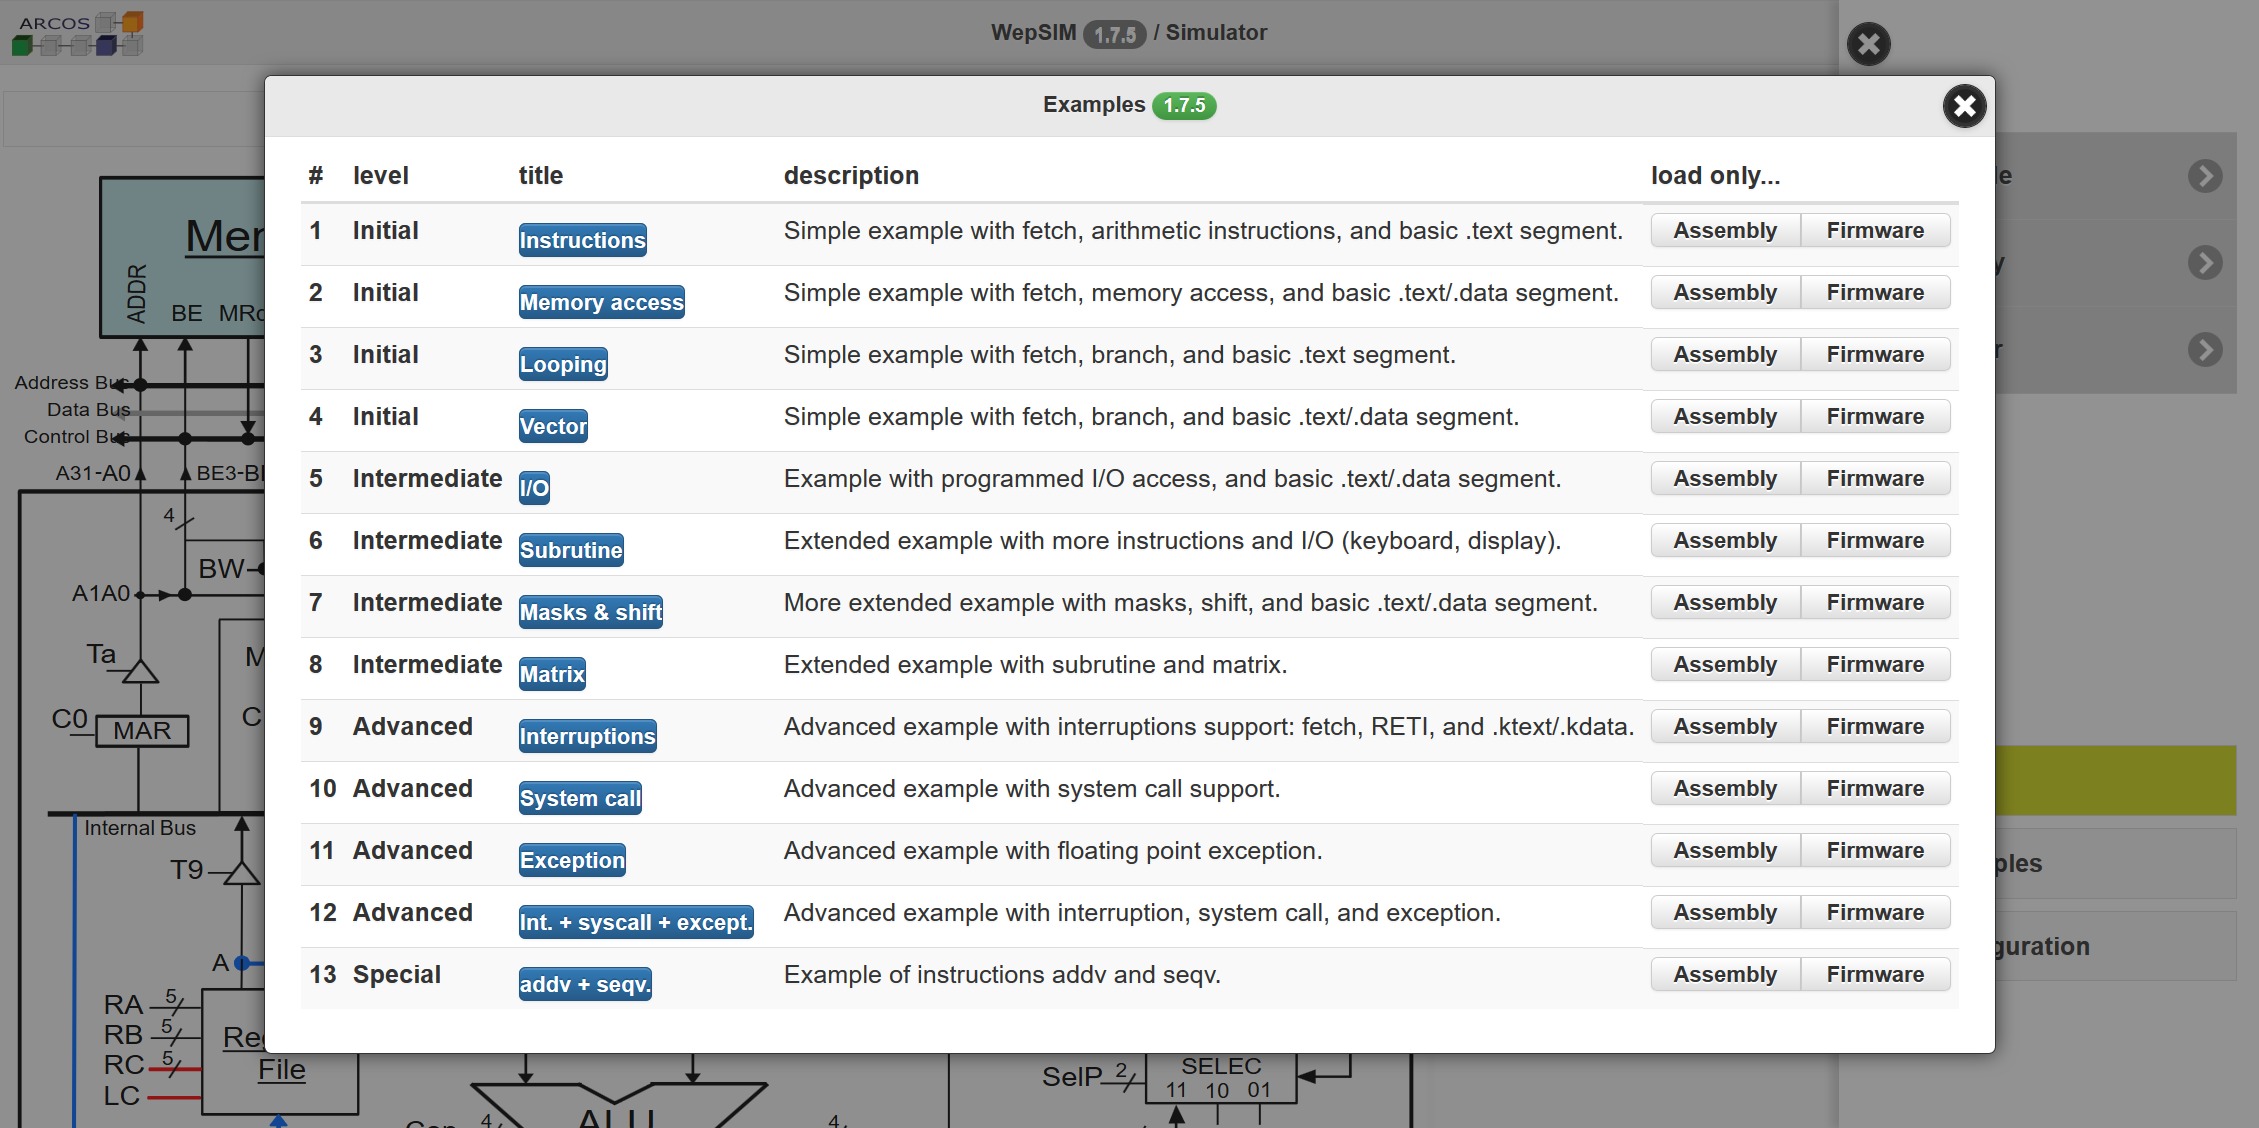 ARCOS
WepSIM 1.7.5 / Simulator
Examples 1.7.5
# level title description load only...
1 Initial Instructions Simple example with fetch, arithmetic instructions, and basic .text segment. Assembly Firmware
2 Initial Memory access Simple example with fetch, memory access, and basic .text/.data segment. Assembly Firmware
3 Initial Looping Simple example with fetch, branch, and basic .text segment. Assembly Firmware
4 Initial Vector Simple example with fetch, branch, and basic .text/.data segment. Assembly Firmware
5 Intermediate I/O Example with programmed I/O access, and basic .text/.data segment. Assembly Firmware
6 Intermediate Subrutine Extended example with more instructions and I/O (keyboard, display). Assembly Firmware
7 Intermediate Masks & shift More extended example with masks, shift, and basic .text/.data segment. Assembly Firmware
8 Intermediate Matrix Extended example with subrutine and matrix. Assembly Firmware
9 Advanced Interruptions Advanced example with interruptions support: fetch, RETI, and .ktext/.kdata. Assembly Firmware
10 Advanced System call Advanced example with system call support. Assembly Firmware
11 Advanced Exception Advanced example with floating point exception. Assembly Firmware
12 Advanced Int. + syscall + except. Advanced example with interruption, system call, and exception. Assembly Firmware
13 Special addv + seqv. Example of instructions addv and seqv. Assembly Firmware
ADDR
BE
Address Bus
Data Bus
Control Bus
A31-A0
4
BW
A1A0
Ta
C0 MAR
Internal Bus
T9
A
RA 5
RB 5
RC 5
File
LC
4
ALU
4
SelP 2
SELEC
11 10 01